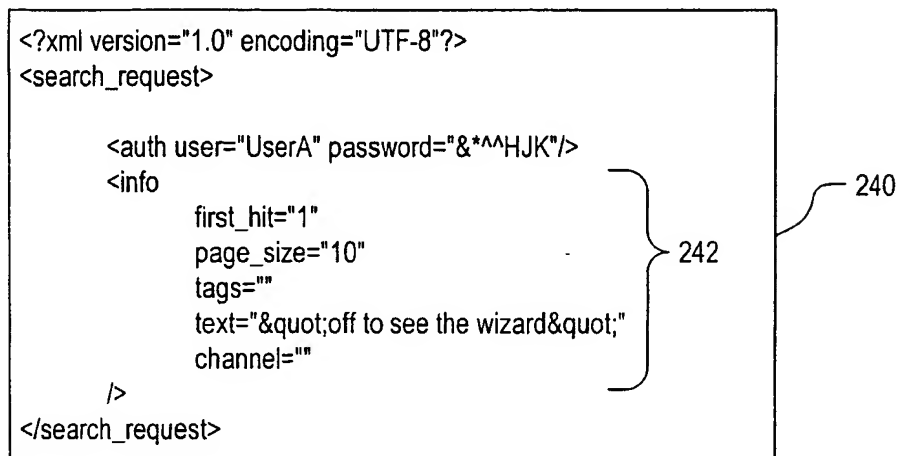 <?xml version="1.0" encoding="UTF-8"?>
<search_request>
<auth user="UserA" password="&*^^HJK"/>
<info
first_hit="1"
page_size="10"
tags=""
text="&quot;off to see the wizard&quot;"
channel=""
/>
</search_request>
240
242